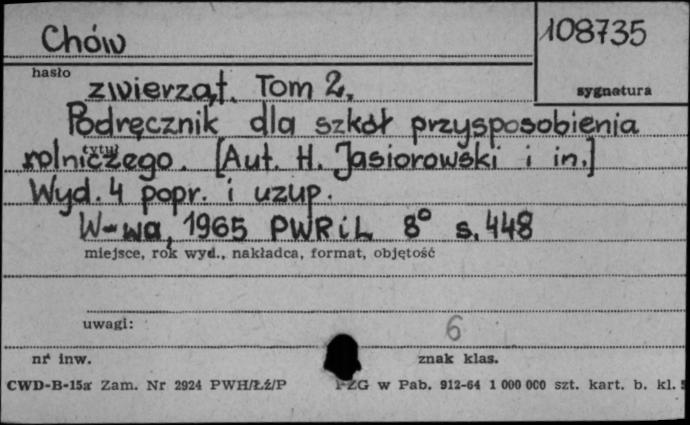 Chów
108735
hasło
sygnatura
zwierząt. Tom 2.
Podręcznik dla szkół przysposobienia
tytuł
rolniczego. [Aut. H. Jasiorowski i in.]
Wyd. 4 popr. i uzup.
W-wa, 1965 PWRiL 8° s. 448
miejsce, rok wyd., nakładca, format, objętość
uwagi:
6
nr inw.
znak klas.
CWD-B-15a Zam. Nr 2924 PWH/Łź/P
PZG w Pab. 912-64 1 000 000 szt. kart. b. kl.